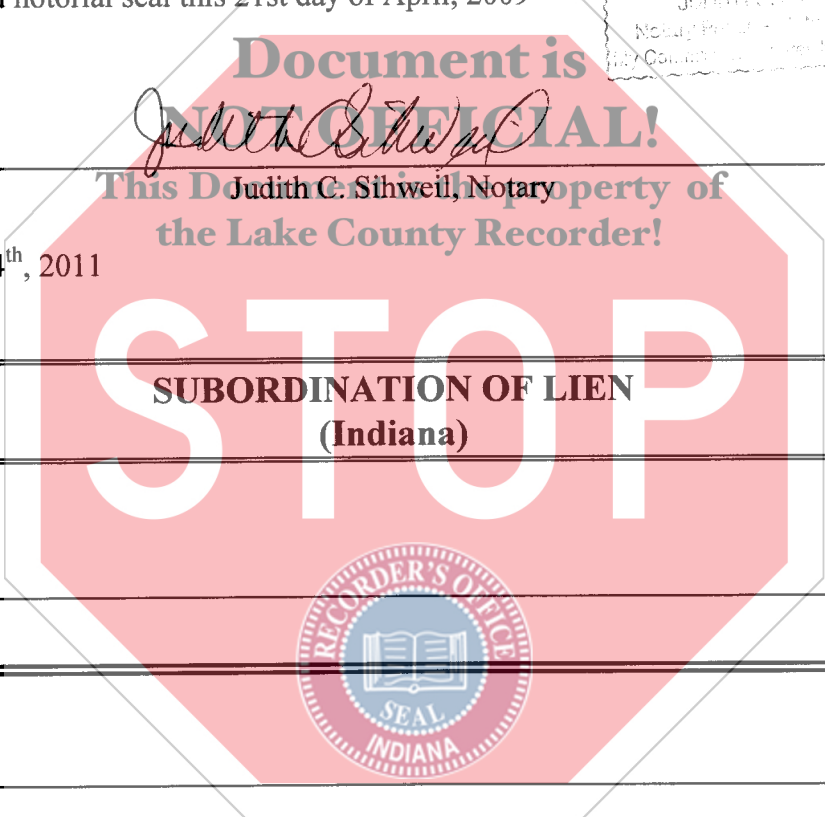 notorial seal this 21st day of April, 2009
Document is
NOT OFFICIAL!
Judith C. Sihweil, Notary
This Document is the property of
the Lake County Recorder!
th, 2011
STOP
SUBORDINATION OF LIEN
(Indiana)
RECORDER'S OFFICE
SEAL
INDIANA